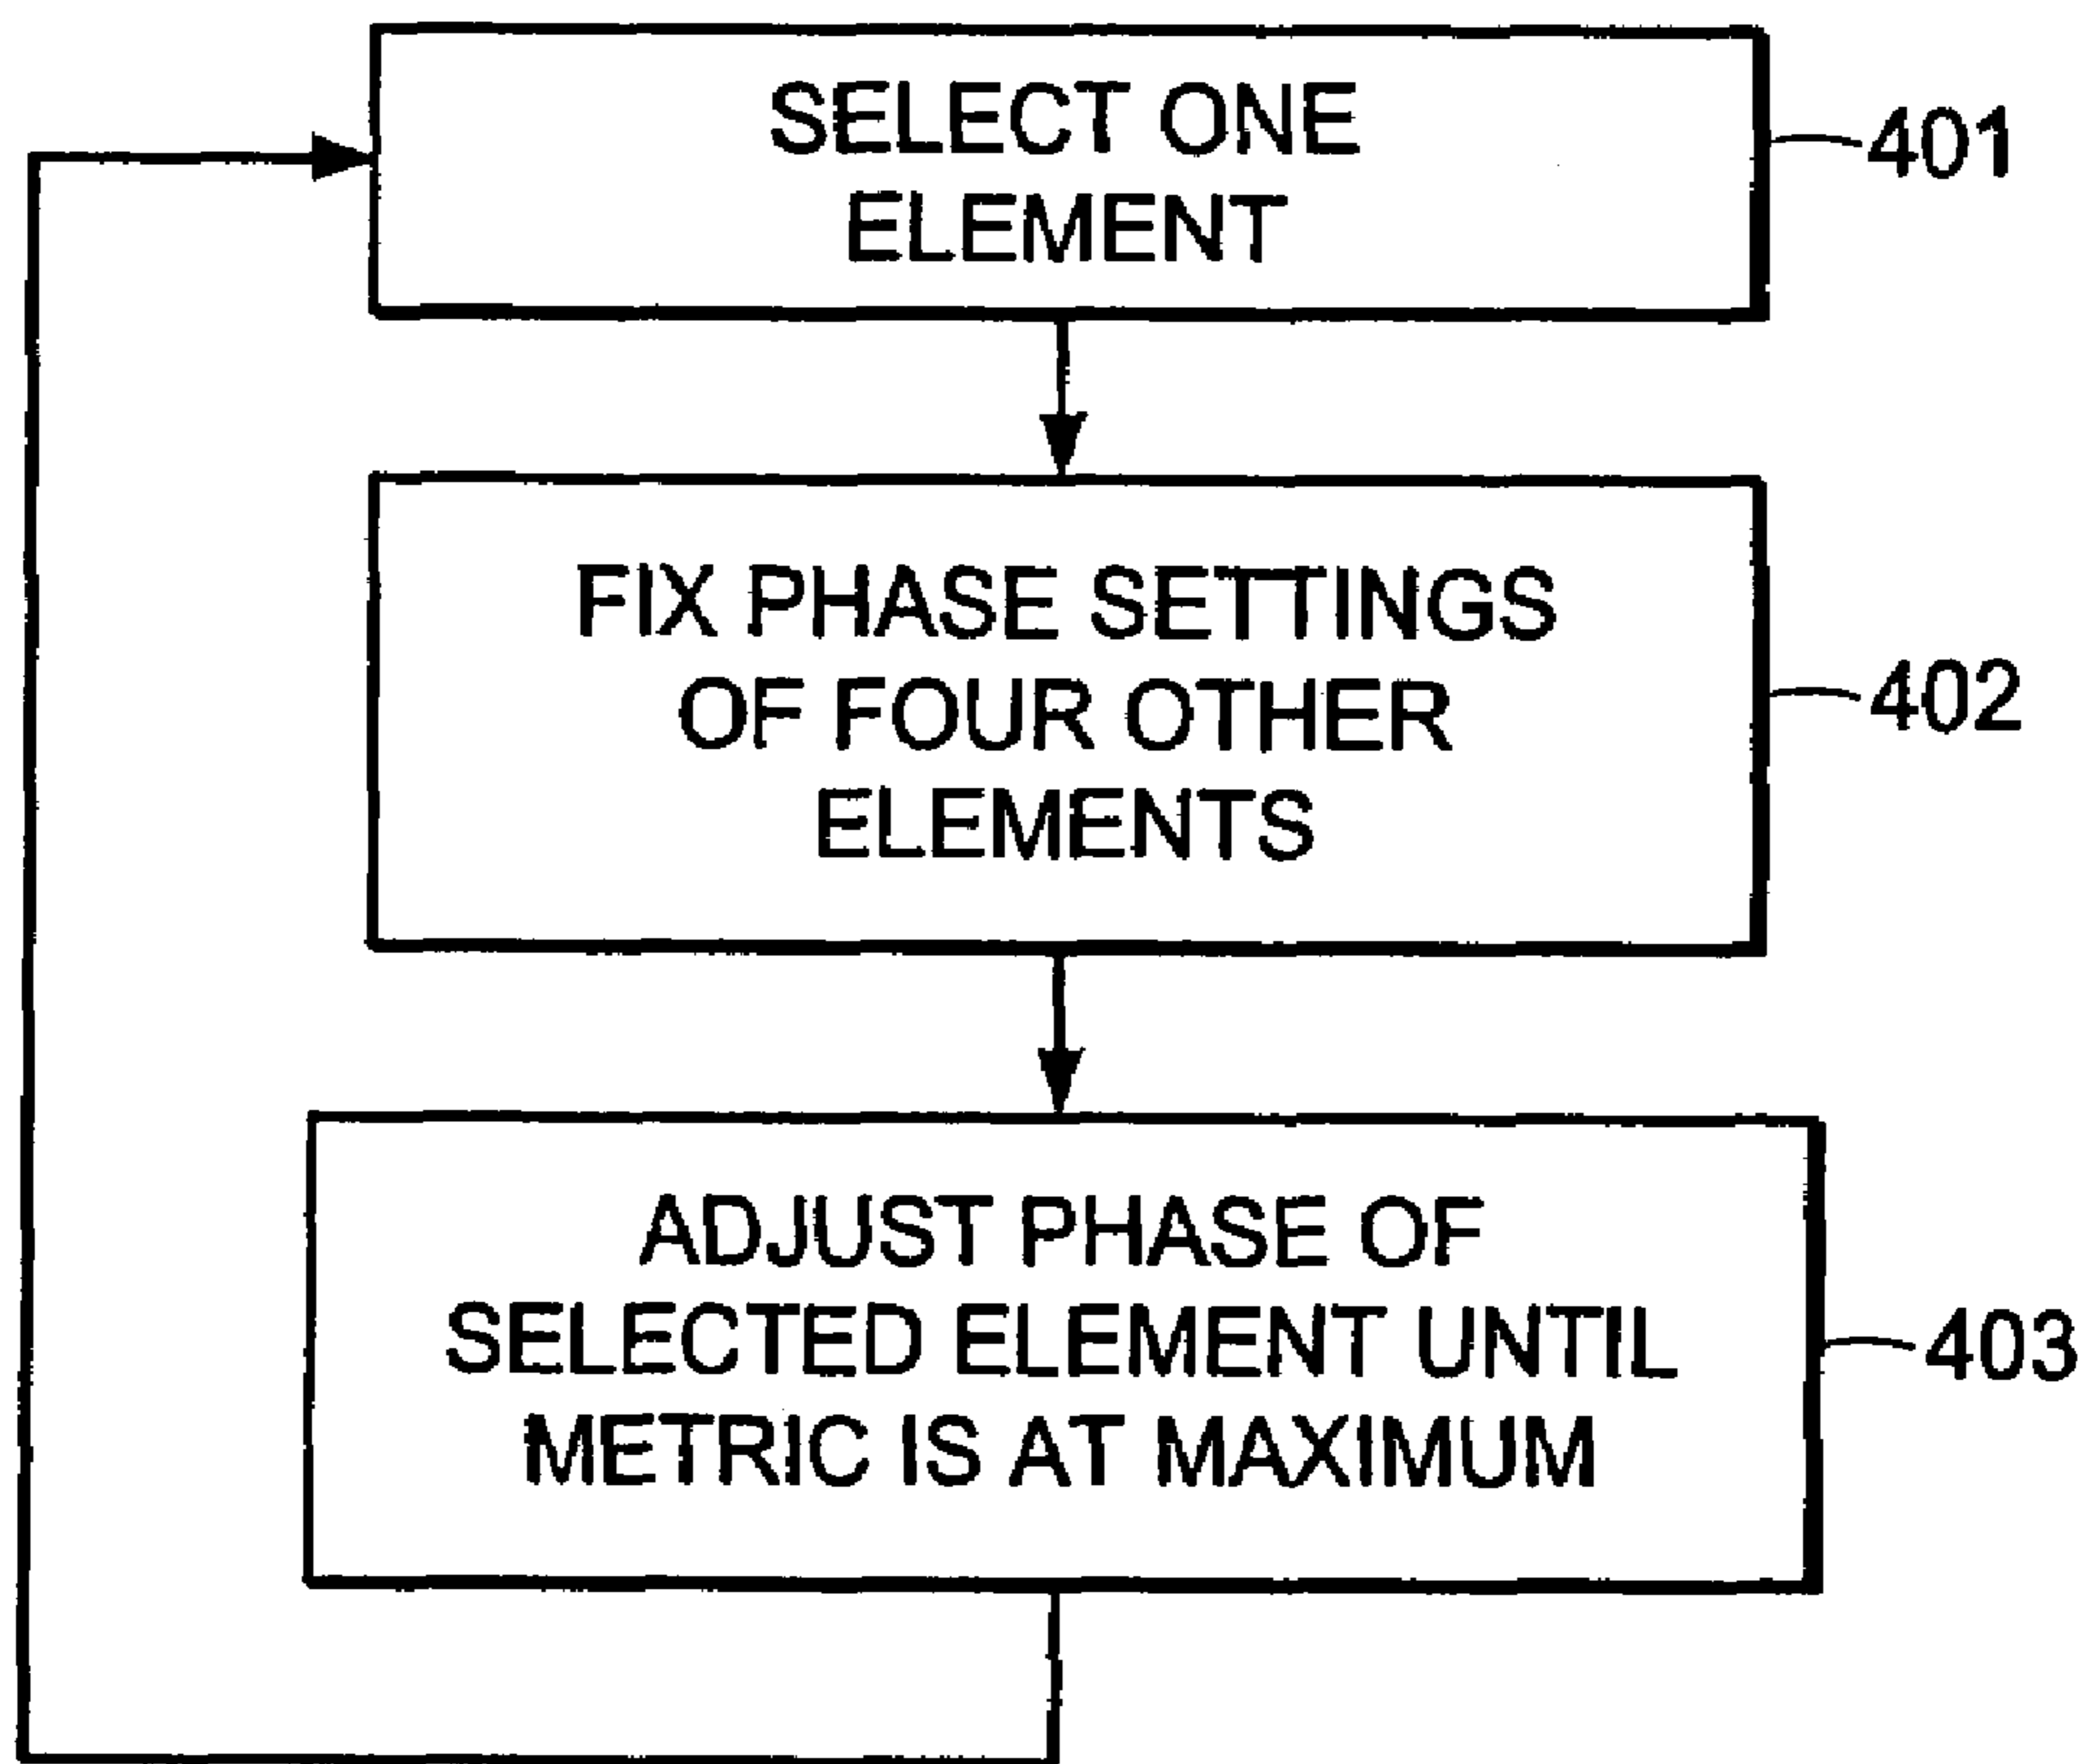 SELECT ONE
ELEMENT
401
FIX PHASE SETTINGS
OF FOUR OTHER
ELEMENTS
402
ADJUST PHASE OF
SELECTED ELEMENT UNTIL
METRIC IS AT MAXIMUM
403